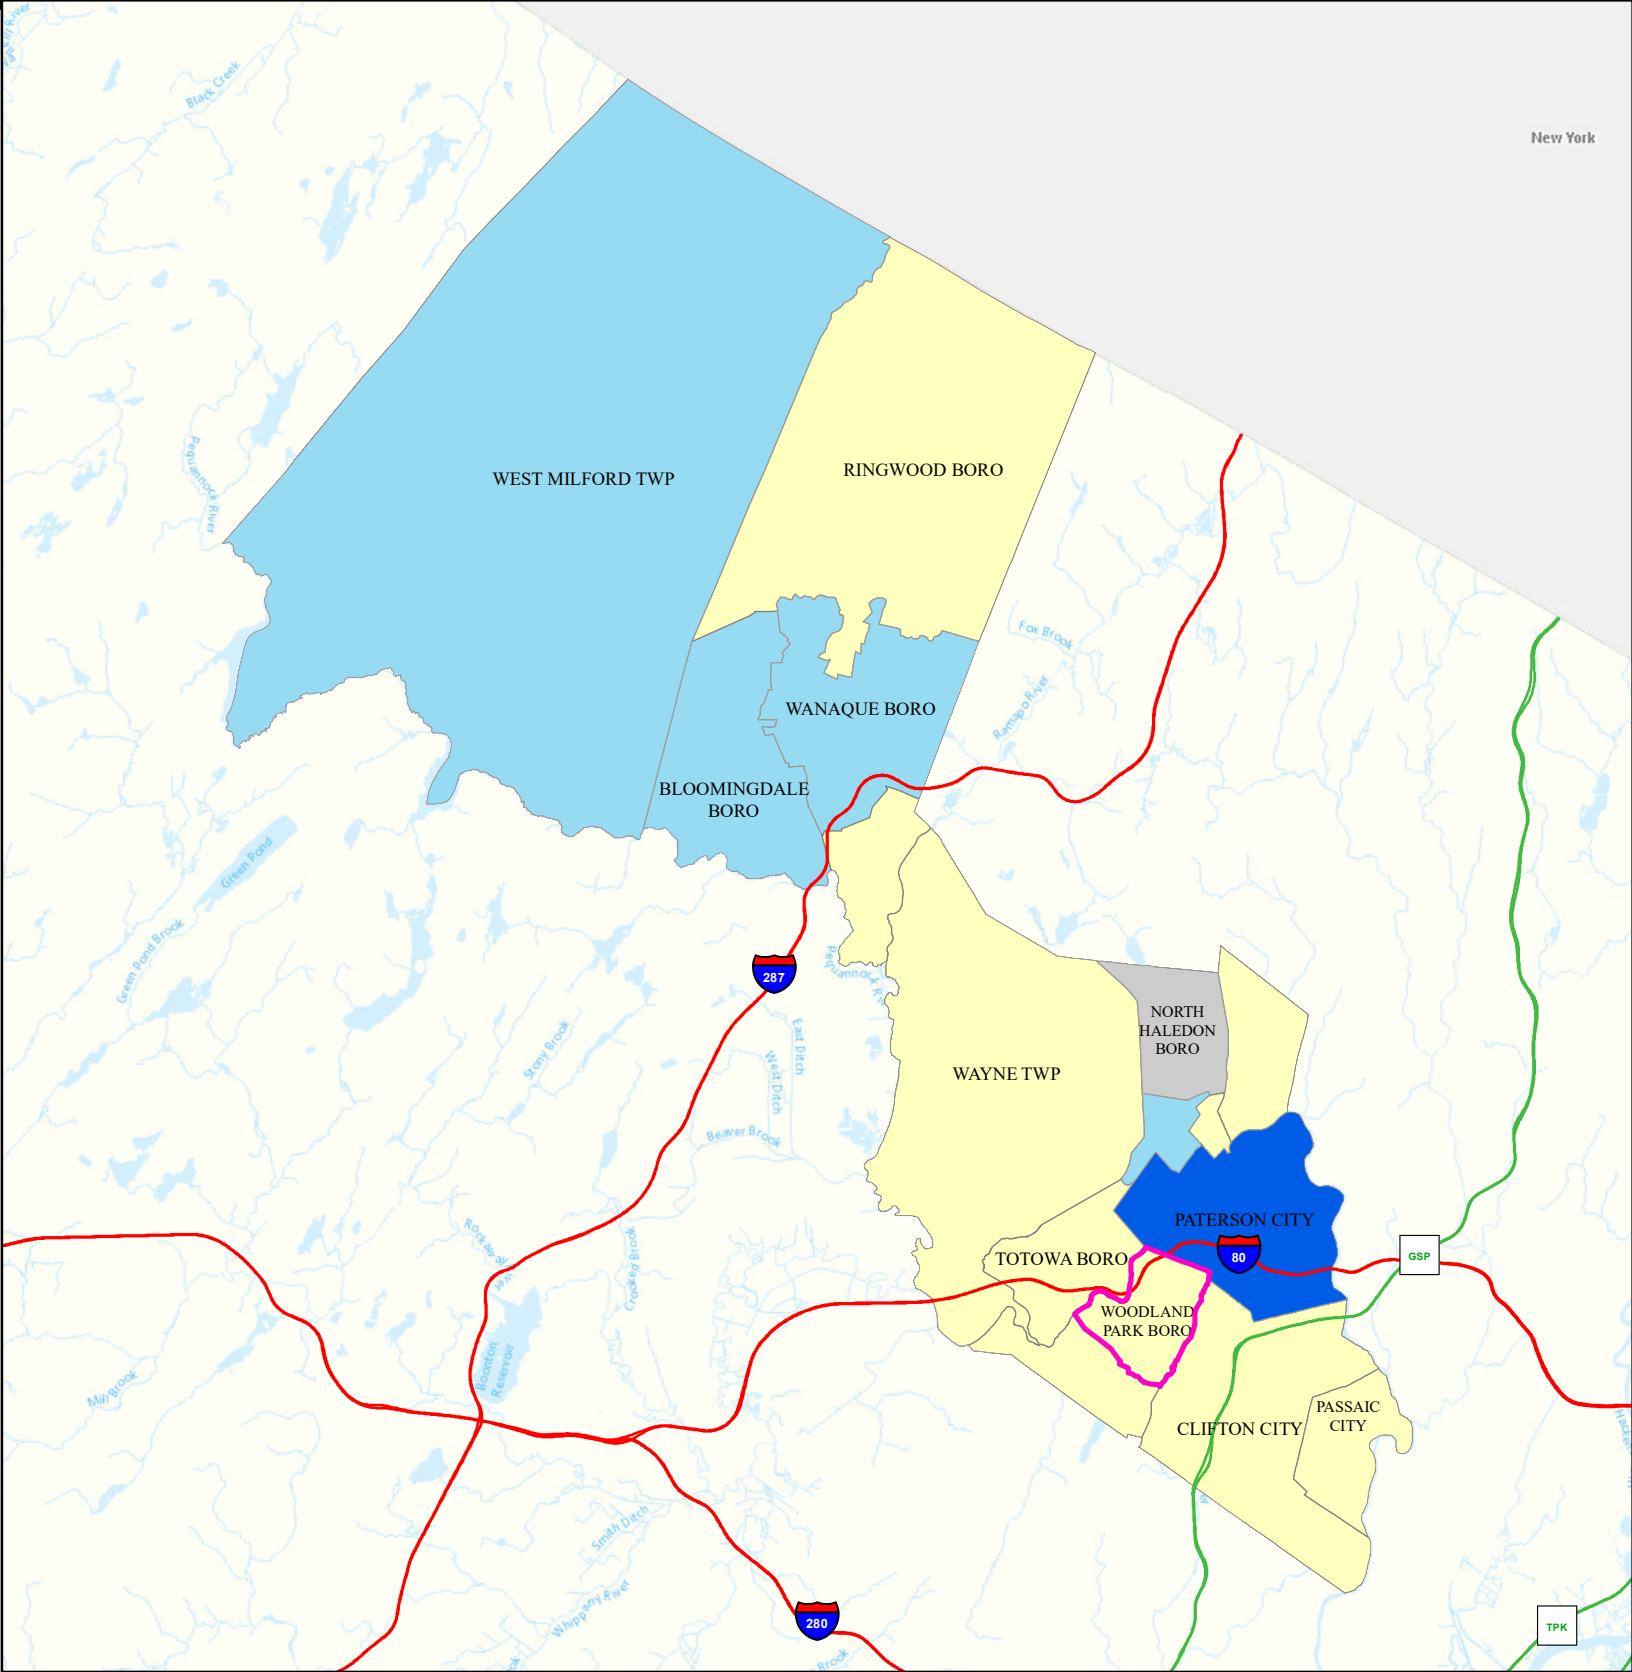 Black Creek
New York
Pequannock River
WEST MILFORD TWP
RINGWOOD BORO
Fox Brook
Ramapo River
WANAQUE BORO
BLOOMINGDALE
BORO
Green Pond
Green Pond Brook
287
NORTH
HALEDON
BORO
Stony Brook
East Ditch
West Ditch
WAYNE TWP
Beaver Brook
PATERSON CITY
TOTOWA BORO
80
GSP
Crooked Brook
WOODLAND
PARK BORO
Boonton
Reservoir
Mill Brook
PASSAIC
CITY
CLIFTON CITY
Smith Ditch
Whippany River
280
TPK
Brook